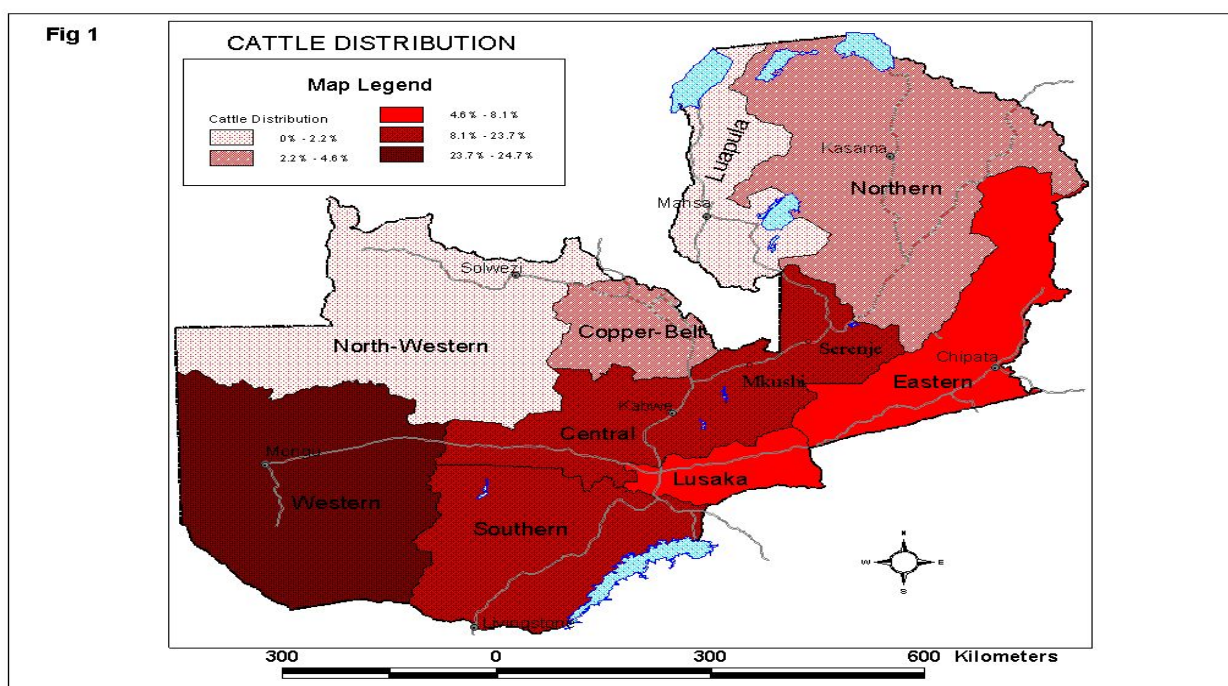 Fig 1
CATTLE DISTRIBUTION
Map Legend
Cattle Distribution
0% - 2.2%
2.2% - 4.6%
4.6% - 8.1%
8.1% - 23.7%
23.7% - 24.7%
Luapula
Kasama
Northern
Mansa
Solwezi
Copper-Belt
North-Western
Serenje
Chipata
Mkushi
Eastern
Kabwe
Central
Mongu
Lusaka
Western
Southern
N
W
E
S
Livingstone
300
0
300
600
Kilometers